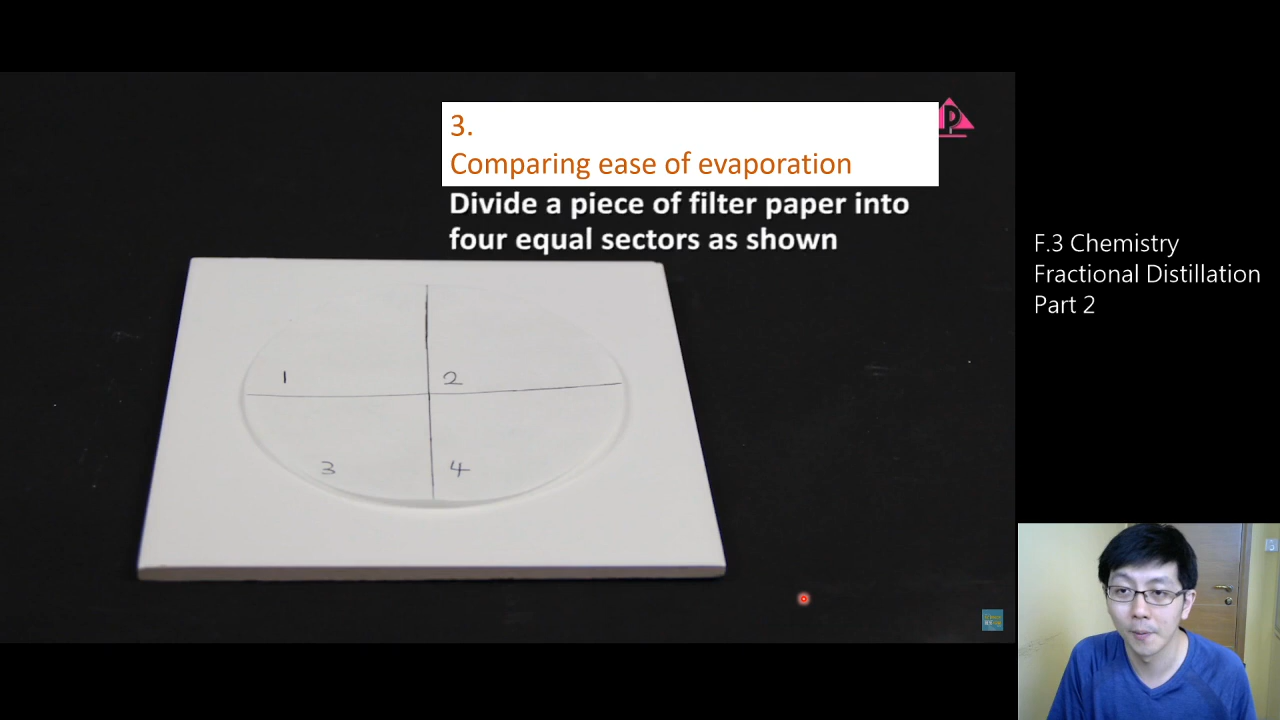 3.
Comparing ease of evaporation
Divide a piece of filter paper into
four equal sectors as shown
P
1
2
3
4
F.3 Chemistry
Fractional Distillation
Part 2